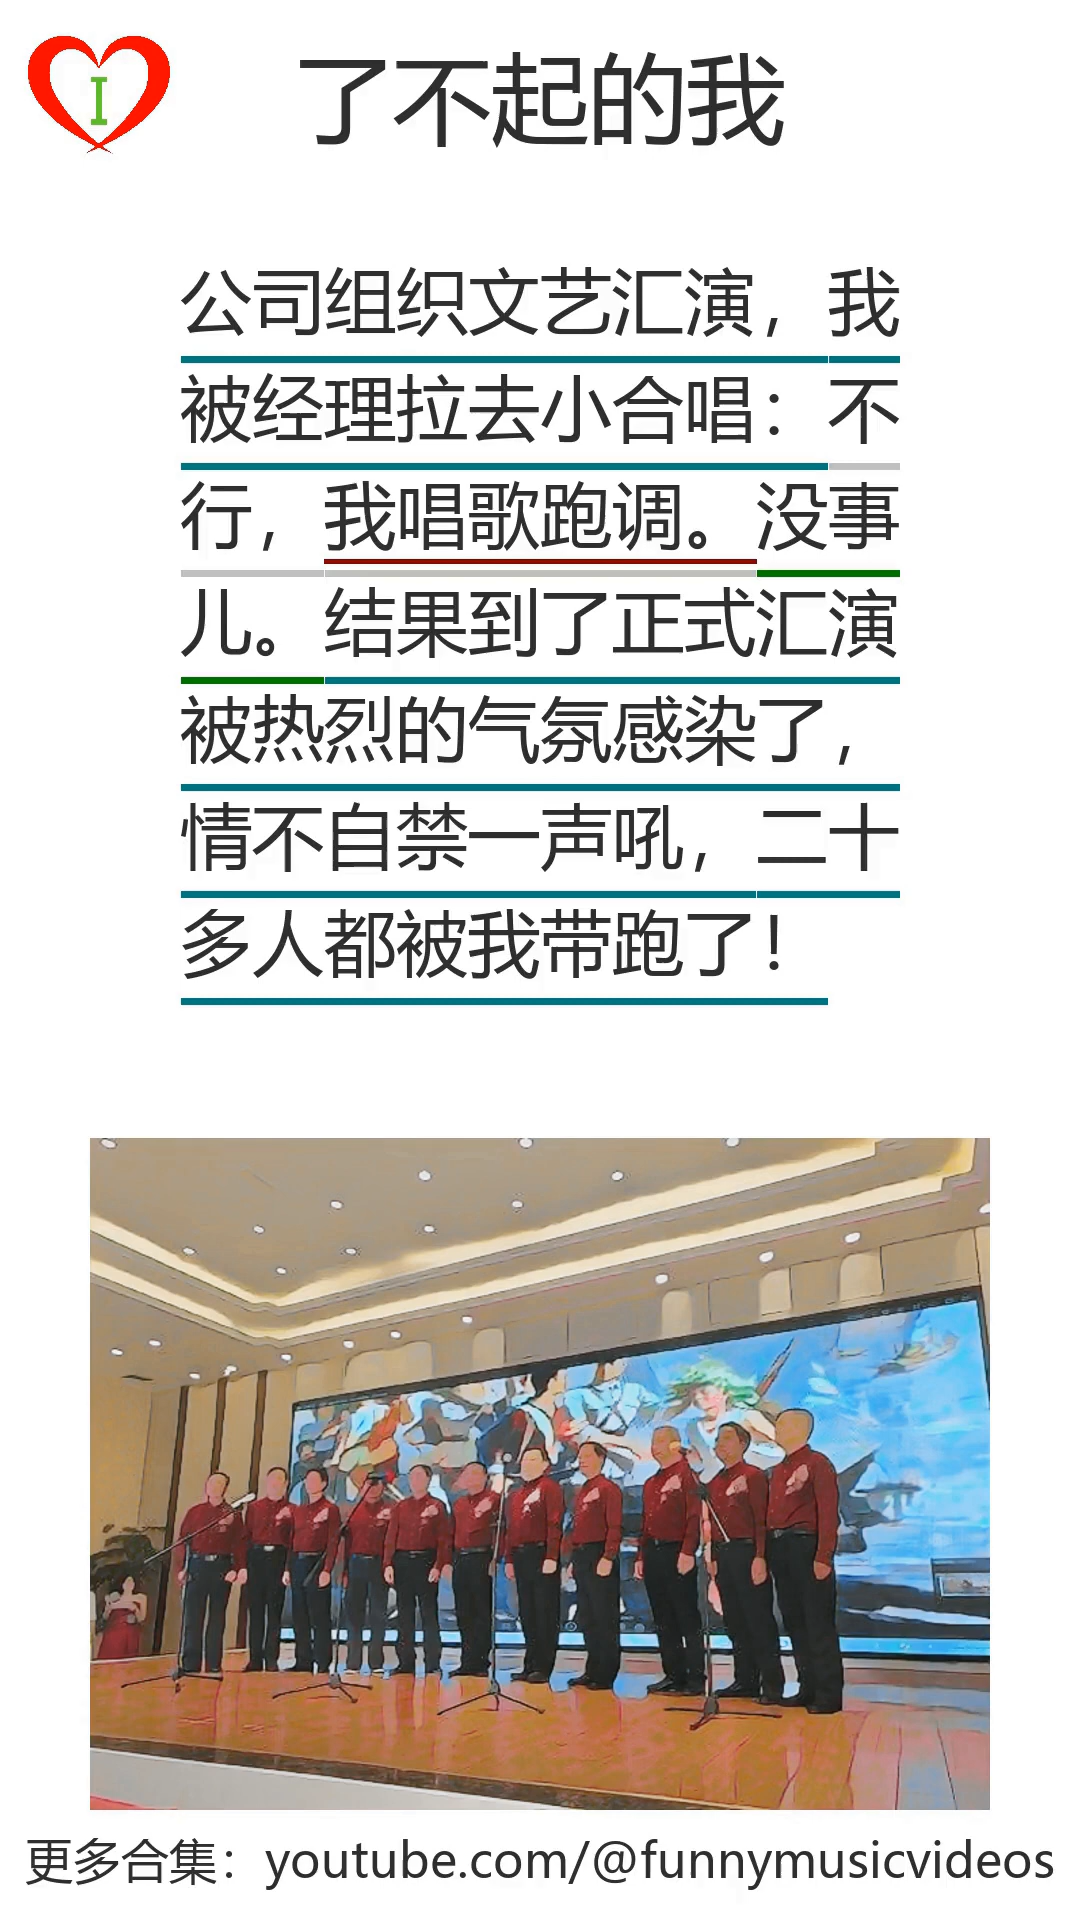 I
了不起的我
公司组织文艺汇演，我
被经理拉去小合唱：不
行，我唱歌跑调。没事
儿。结果到了正式汇演
被热烈的气氛感染了，
情不自禁一声吼，二十
多人都被我带跑了！
更多合集：youtube.com/@funnymusicvideos